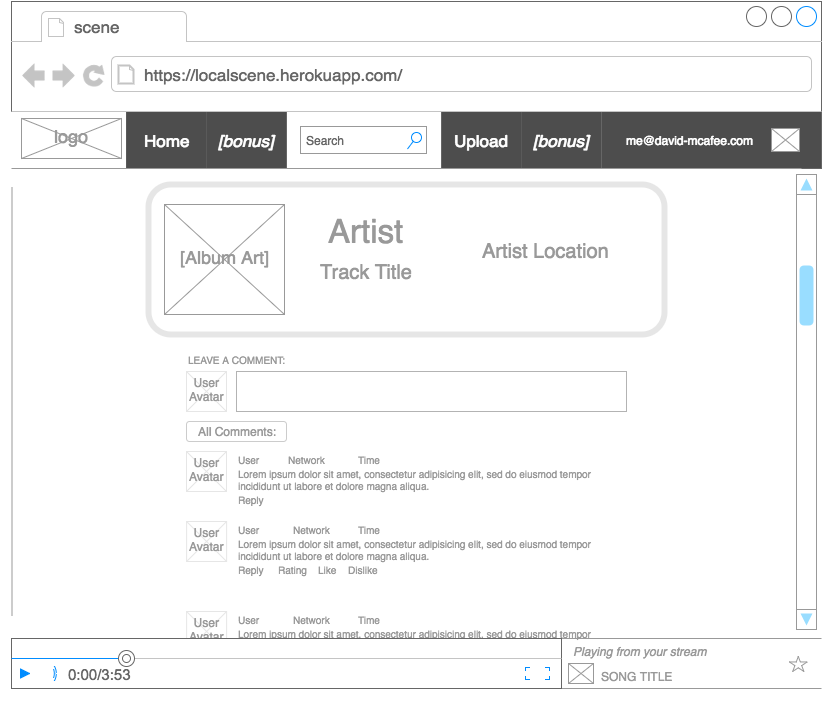 scene
https://localscene.herokuapp.com/
logo
Home
[bonus]
Search
Upload
[bonus]
me@david-mcafee.com
[Album Art]
Artist
Track Title
Artist Location
LEAVE A COMMENT:
User
Avatar
All Comments:
User
Avatar
User Network Time
Lorem ipsum dolor sit amet, consectetur adipisicing elit, sed do eiusmod tempor
incididunt ut labore et dolore magna aliqua.
Reply
User
Avatar
User Network Time
Lorem ipsum dolor sit amet, consectetur adipisicing elit, sed do eiusmod tempor
incididunt ut labore et dolore magna aliqua.
Reply Rating Like Dislike
User
Avatar
User Network Time
Lorem ipsum dolor sit amet, consectetur adipisicing elit, sed do eiusmod tempor
0:00/3:53
Playing from your stream
SONG TITLE